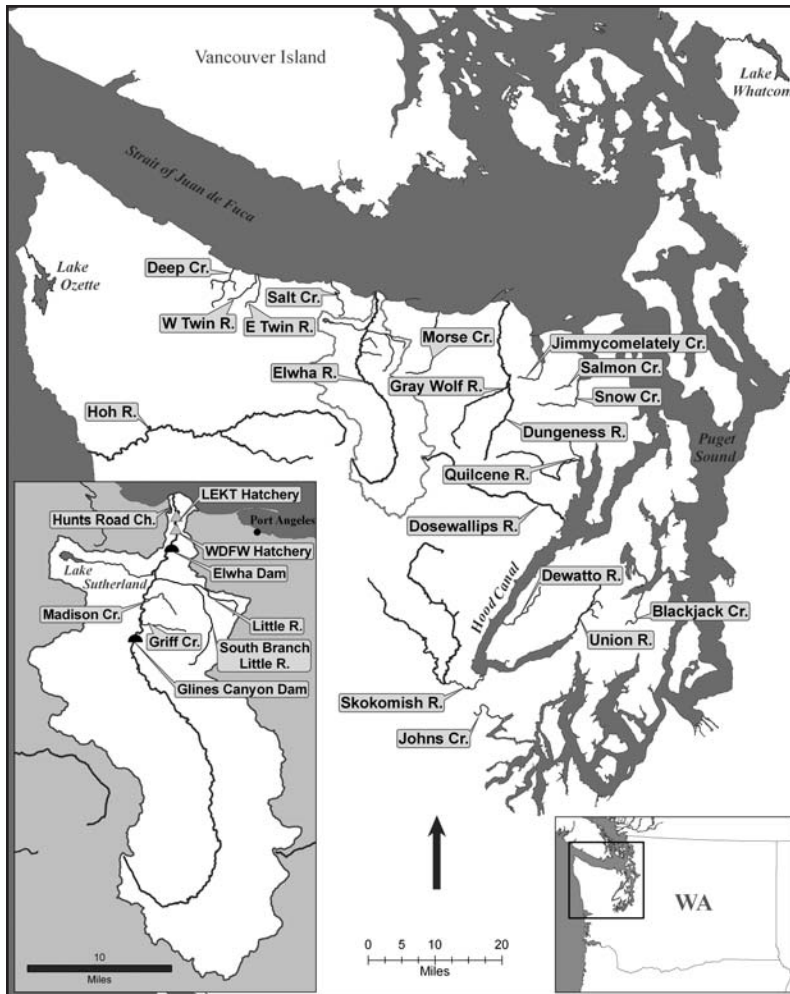 Vancouver Island
Lake
Whatcom
Strait of Juan de Fuca
Lake
Ozette
Deep Cr.
W Twin R.
E Twin R.
Salt Cr.
Morse Cr.
Jimmycomelately Cr.
Salmon Cr.
Elwha R.
Gray Wolf R.
Snow Cr.
Hoh R.
Dungeness R.
Puget
Sound
Quilcene R.
Dosewallips R.
Hood Canal
Dewatto R.
Blackjack Cr.
Union R.
Skokomish R.
Johns Cr.
LEKT Hatchery
Hunts Road Ch.
Port Angeles
WDFW Hatchery
Elwha Dam
Lake
Sutherland
Madison Cr.
Little R.
Griff Cr.
South Branch
Little R.
Glines Canyon Dam
10
Miles
0 5 10 20
Miles
WA